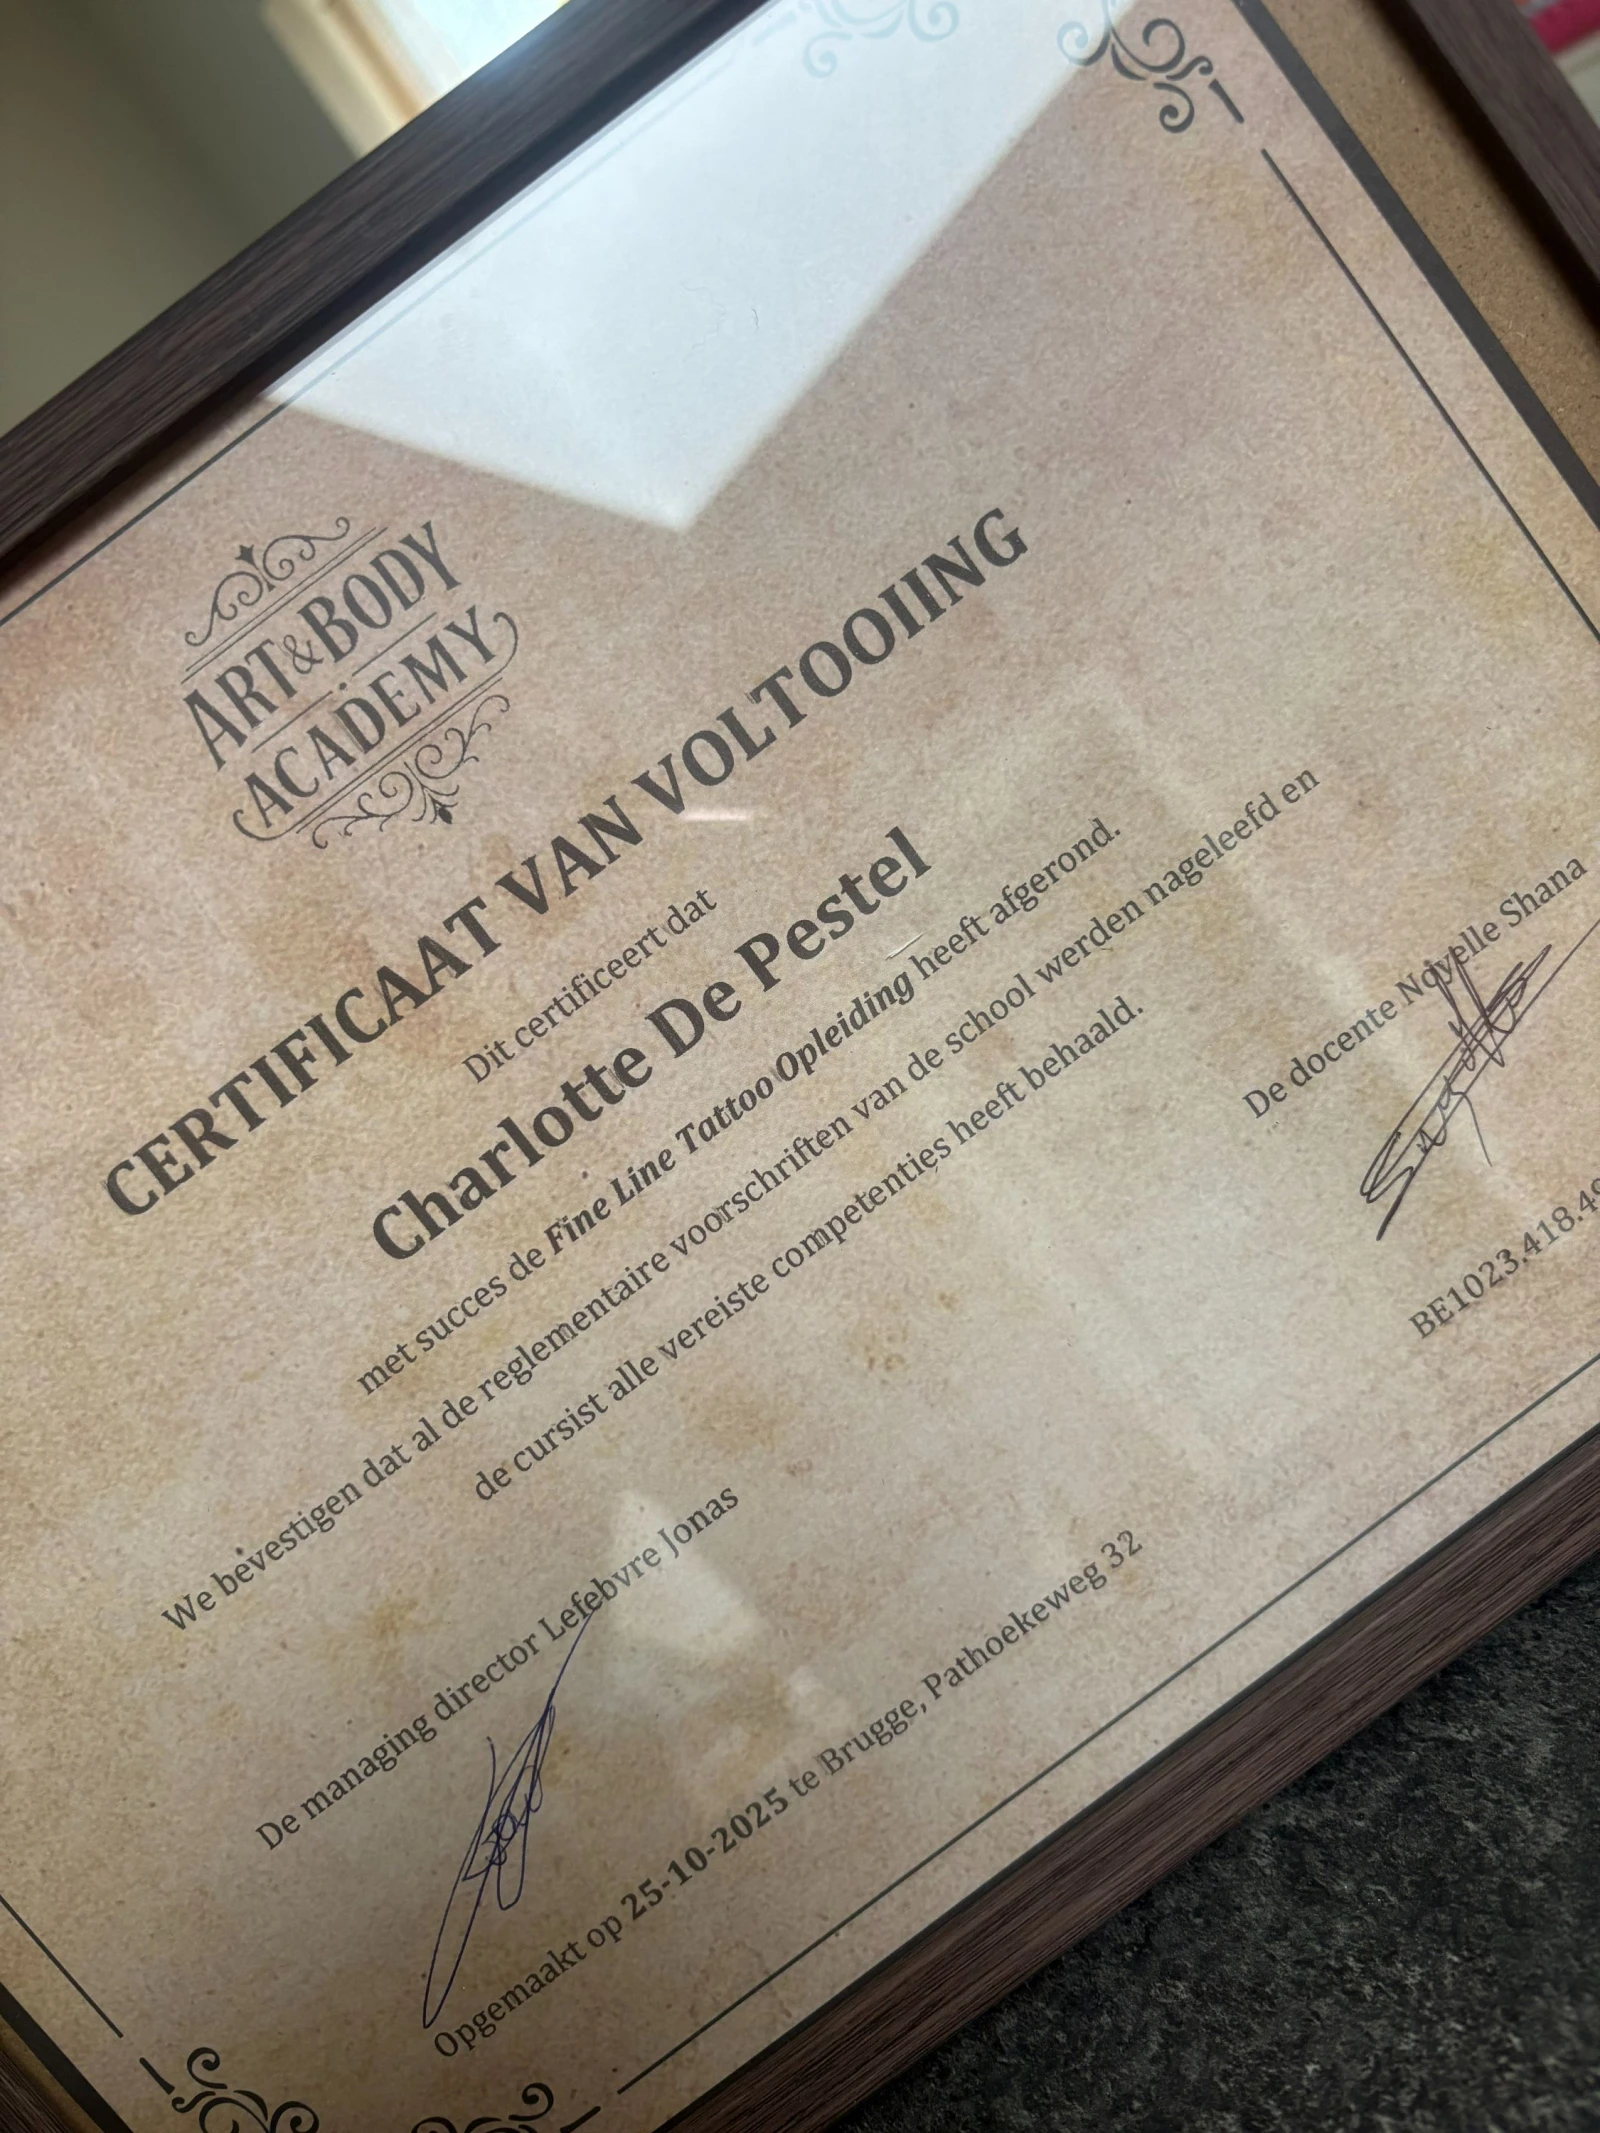 ART&BODY
ACADEMY
CERTIFICAAT VAN VOLTOOIING
Dit certificeert dat
Charlotte De Pestel
met succes de Fine Line Tattoo Opleiding heeft afgerond.
We bevestigen dat al de reglementaire voorschriften van de school werden nageleefd en
de cursist alle vereiste competenties heeft behaald.
De managing director Lefebvre Jonas
De docente Novelle Shana
Opgemaakt op 25-10-2025 te Brugge, Pathoekeweg 32
BE1023.418.4